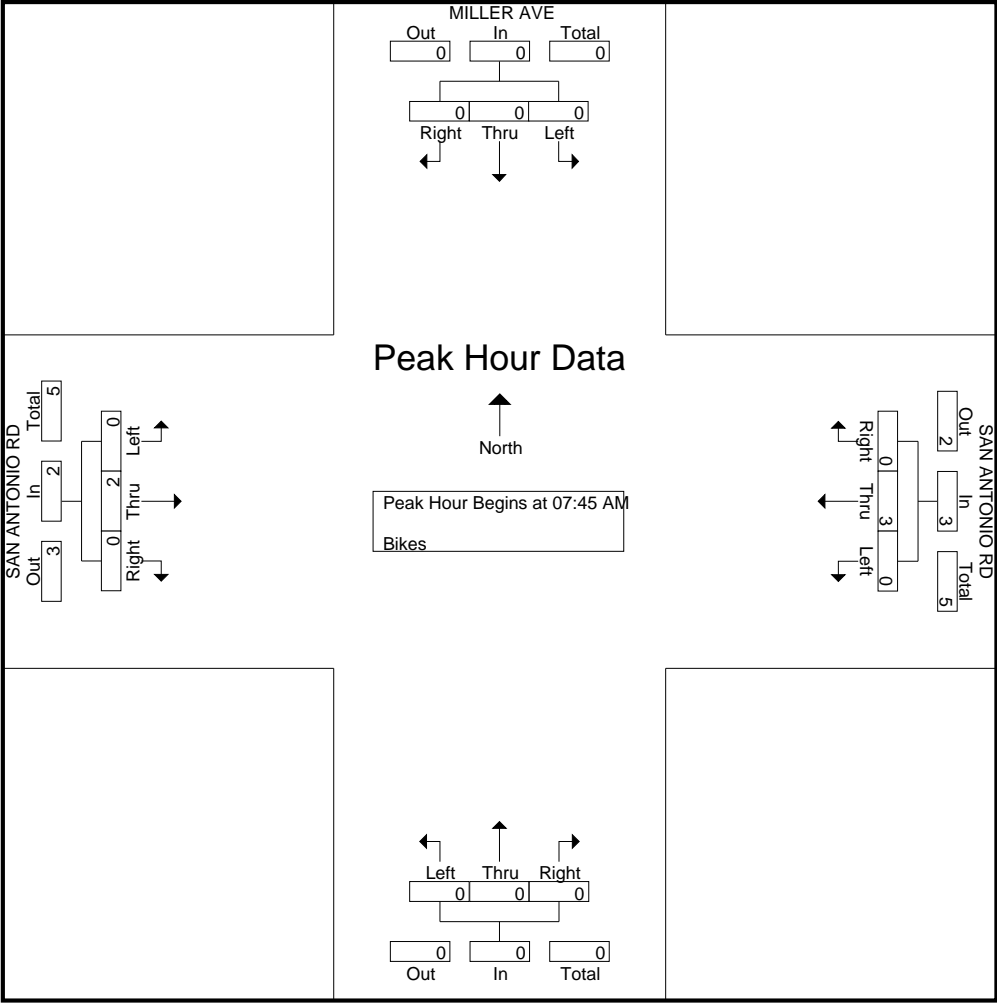 MILLER AVE
Out In Total
0 0 0
0 0 0
Right Thru Left
Peak Hour Data
North
Peak Hour Begins at 07:45 AM
Bikes
SAN ANTONIO RD
Out In Total
3 2 5
0 2 0
Left Thru Right
SAN ANTONIO RD
Out In Total
2 3 5
0 3 0
Right Thru Left
Left Thru Right
0 0 0
0 0 0
Out In Total